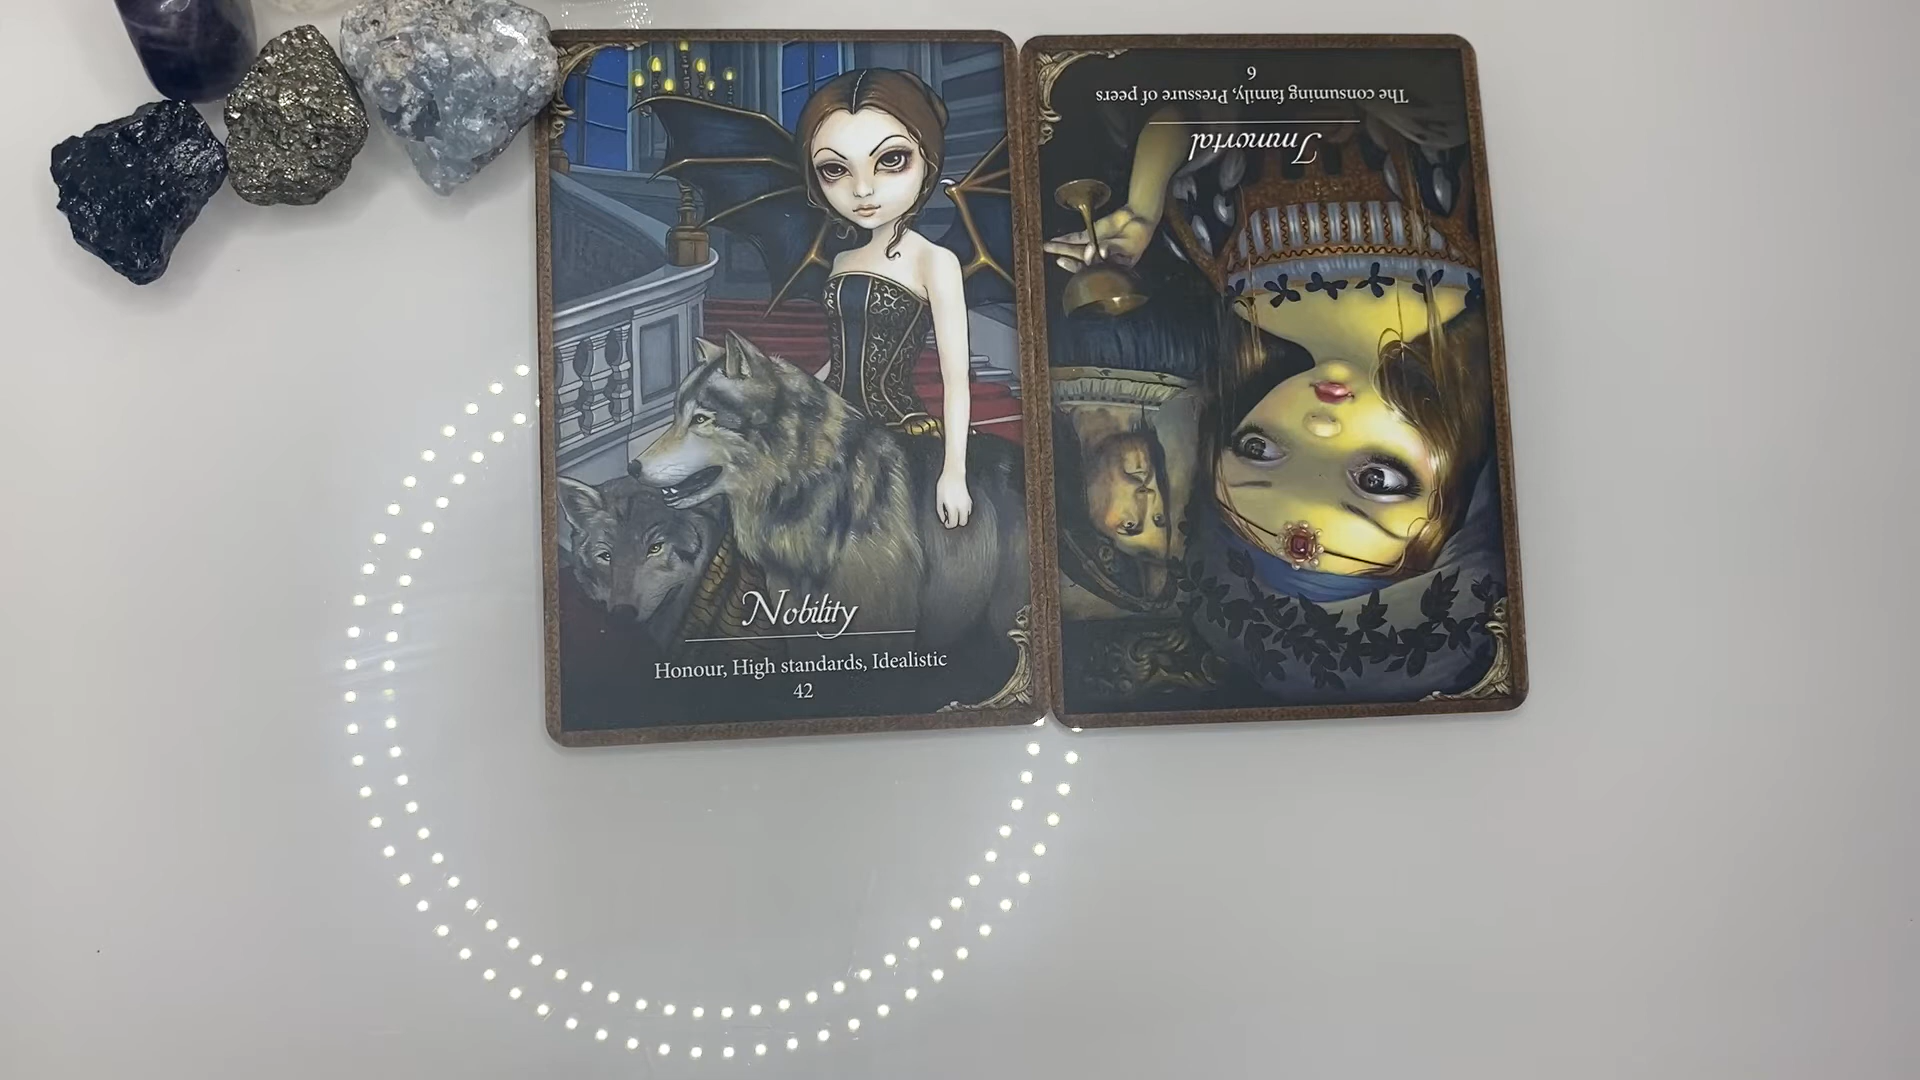 Nobility
Honour, High standards, Idealistic
42
Immortal
The consuming family, Pressure of peers
6